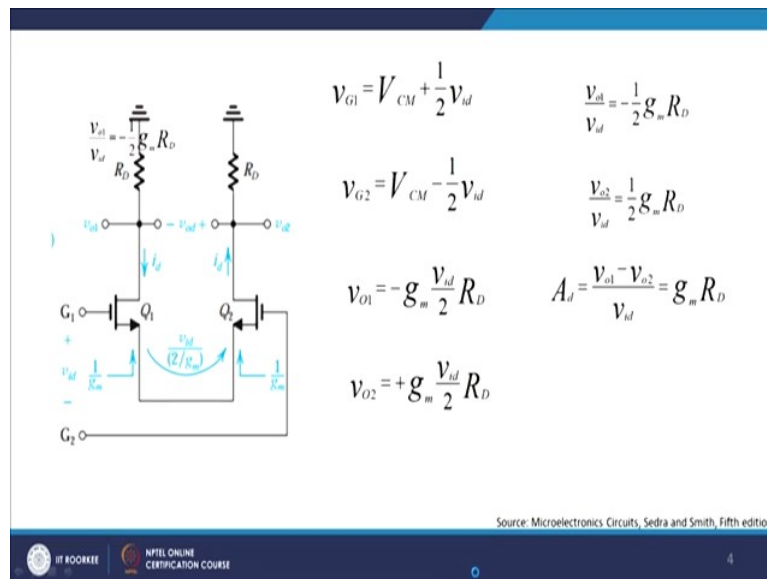 v_G1 = V_CM + 1/2 v_id
v_G2 = V_CM - 1/2 v_id
v_O1 = -g_m v_id/2 R_D
v_O2 = +g_m v_id/2 R_D
v_o1/v_id = -1/2 g_m R_D
v_o2/v_id = 1/2 g_m R_D
A_d = v_o1 - v_o2/v_id = g_m R_D
v_o1/v_id = -1/2 g_m R_D
R_D R_D
v_o1 - v_od + v_o2
)
i_d i_d
G_1 Q_1 Q_2
+
v_id/(2/g_m)
v_id 1/g_m 1/g_m
-
G_2
Source: Microelectronics Circuits, Sedra and Smith, Fifth editio
IIT ROORKEE
NPTEL ONLINE
CERTIFICATION COURSE
4